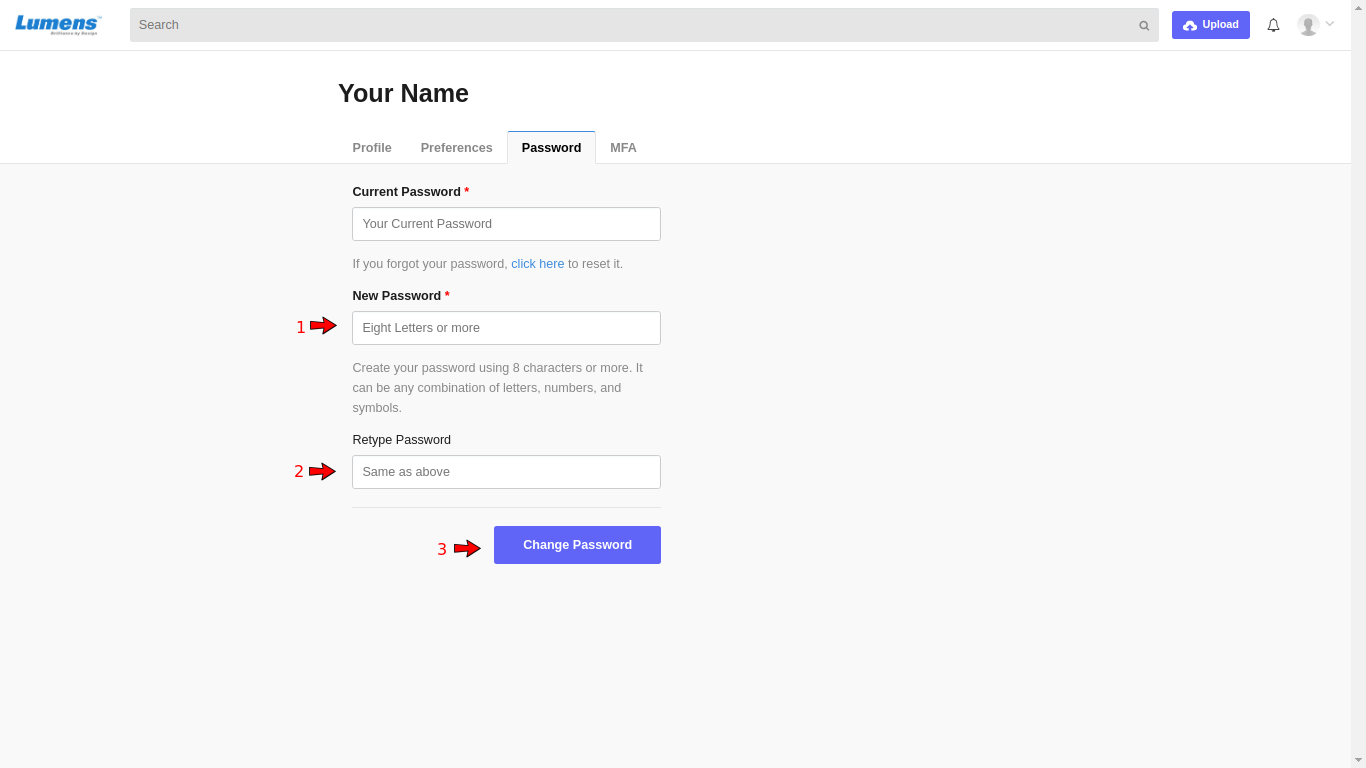 Lumens
Brilliance by Design
Search
Upload
Your Name
Profile Preferences Password MFA
Current Password *
Your Current Password
If you forgot your password, click here to reset it.
New Password *
1
Eight Letters or more
Create your password using 8 characters or more. It
can be any combination of letters, numbers, and
symbols.
Retype Password
2
Same as above
3
Change Password